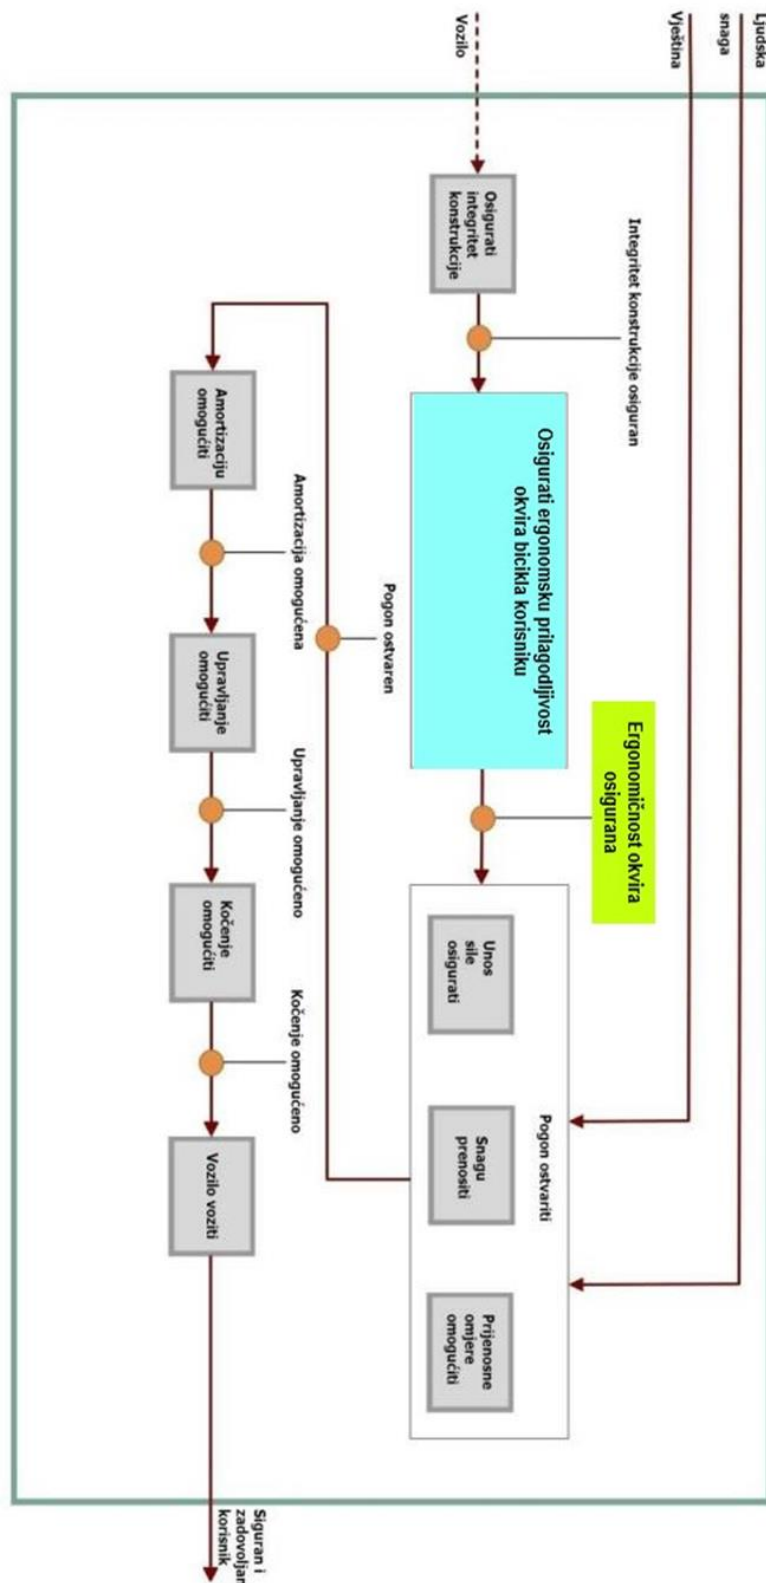 Ljudska
snaga
Vještina
Vozilo
Osigurati
integritet
konstrukcije
Integritet konstrukcije osiguran
Osigurati ergonomsku prilagodljivost
okvira bicikla korisniku
Ergonomičnost okvira
osigurana
Pogon ostvariti
Unos
sile
osigurati
Snagu
prenositi
Prijenosne
omjere
omogućiti
Pogon ostvaren
Amortizaciju
omogućiti
Amortizacija omogućena
Upravljanje
omogućiti
Upravljanje omogućeno
Kočenje
omogućiti
Kočenje omogućeno
Vozilo voziti
Siguran i
zadovoljan
korisnik